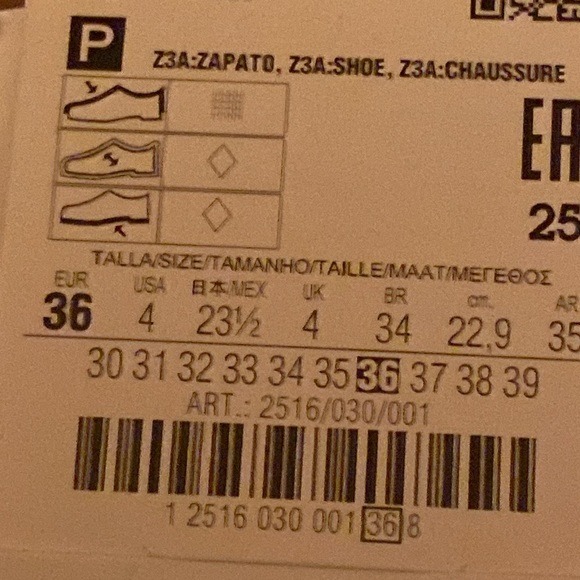 P
Z3A:ZAPATO, Z3A:SHOE, Z3A:CHAUSSURE
25
TALLA/SIZE/TAMANHO/TAILLE/MAAT/ΜΕΓΕΘΟΣ
EUR USA 日本/MEX UK BR cm. AR
36 4 23½ 4 34 22,9 35
30 31 32 33 34 35 36 37 38 39
ART.: 2516/030/001
1 2516 030 001 36 8